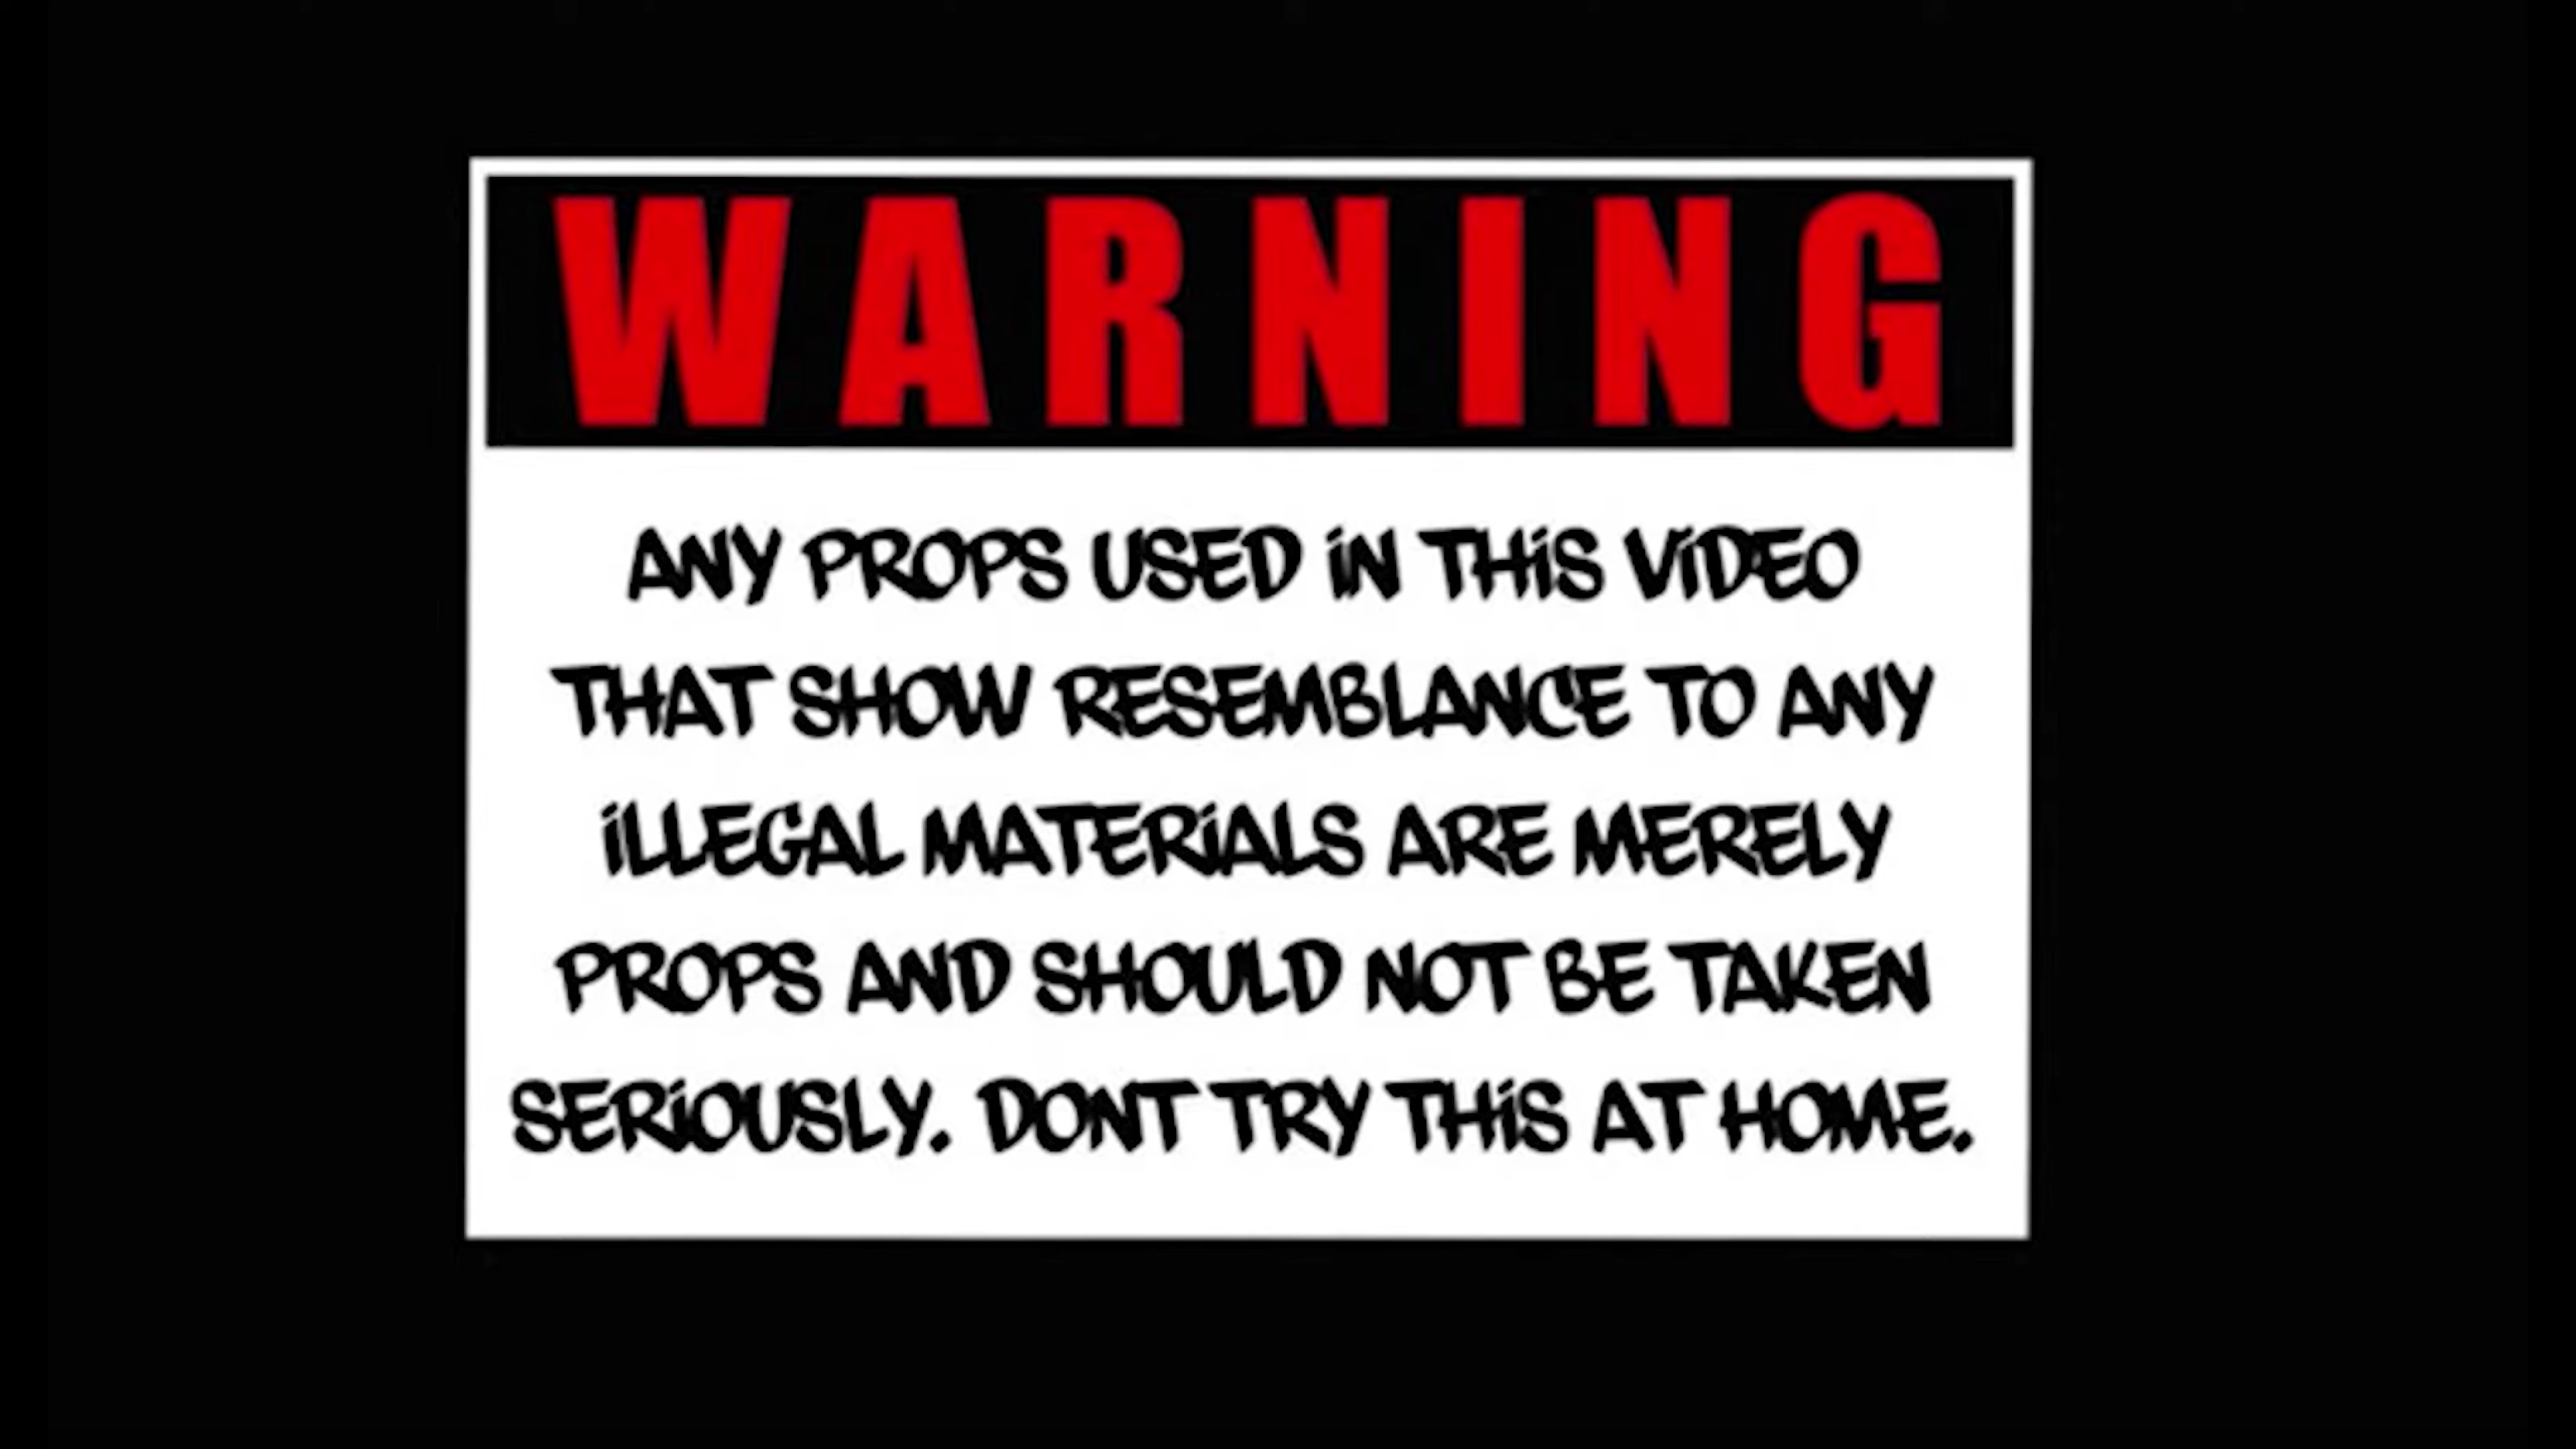 WARNING
ANY PROPS USED iN THiS ViDEO
THAT SHOW RESEMBLANCE TO ANY
iLLEGAL MATERiALS ARE MERELY
PROPS AND SHOULD NOT BE TAKEN
SERiOUSLY. DONT TRY THiS AT HOME.